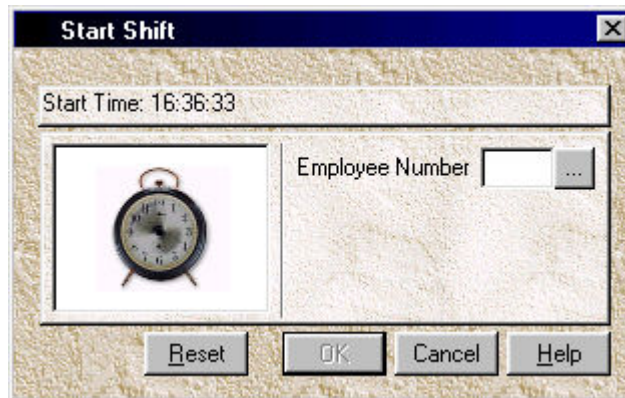 Start Shift
Start Time: 16:36:33
Employee Number
...
Reset OK Cancel Help